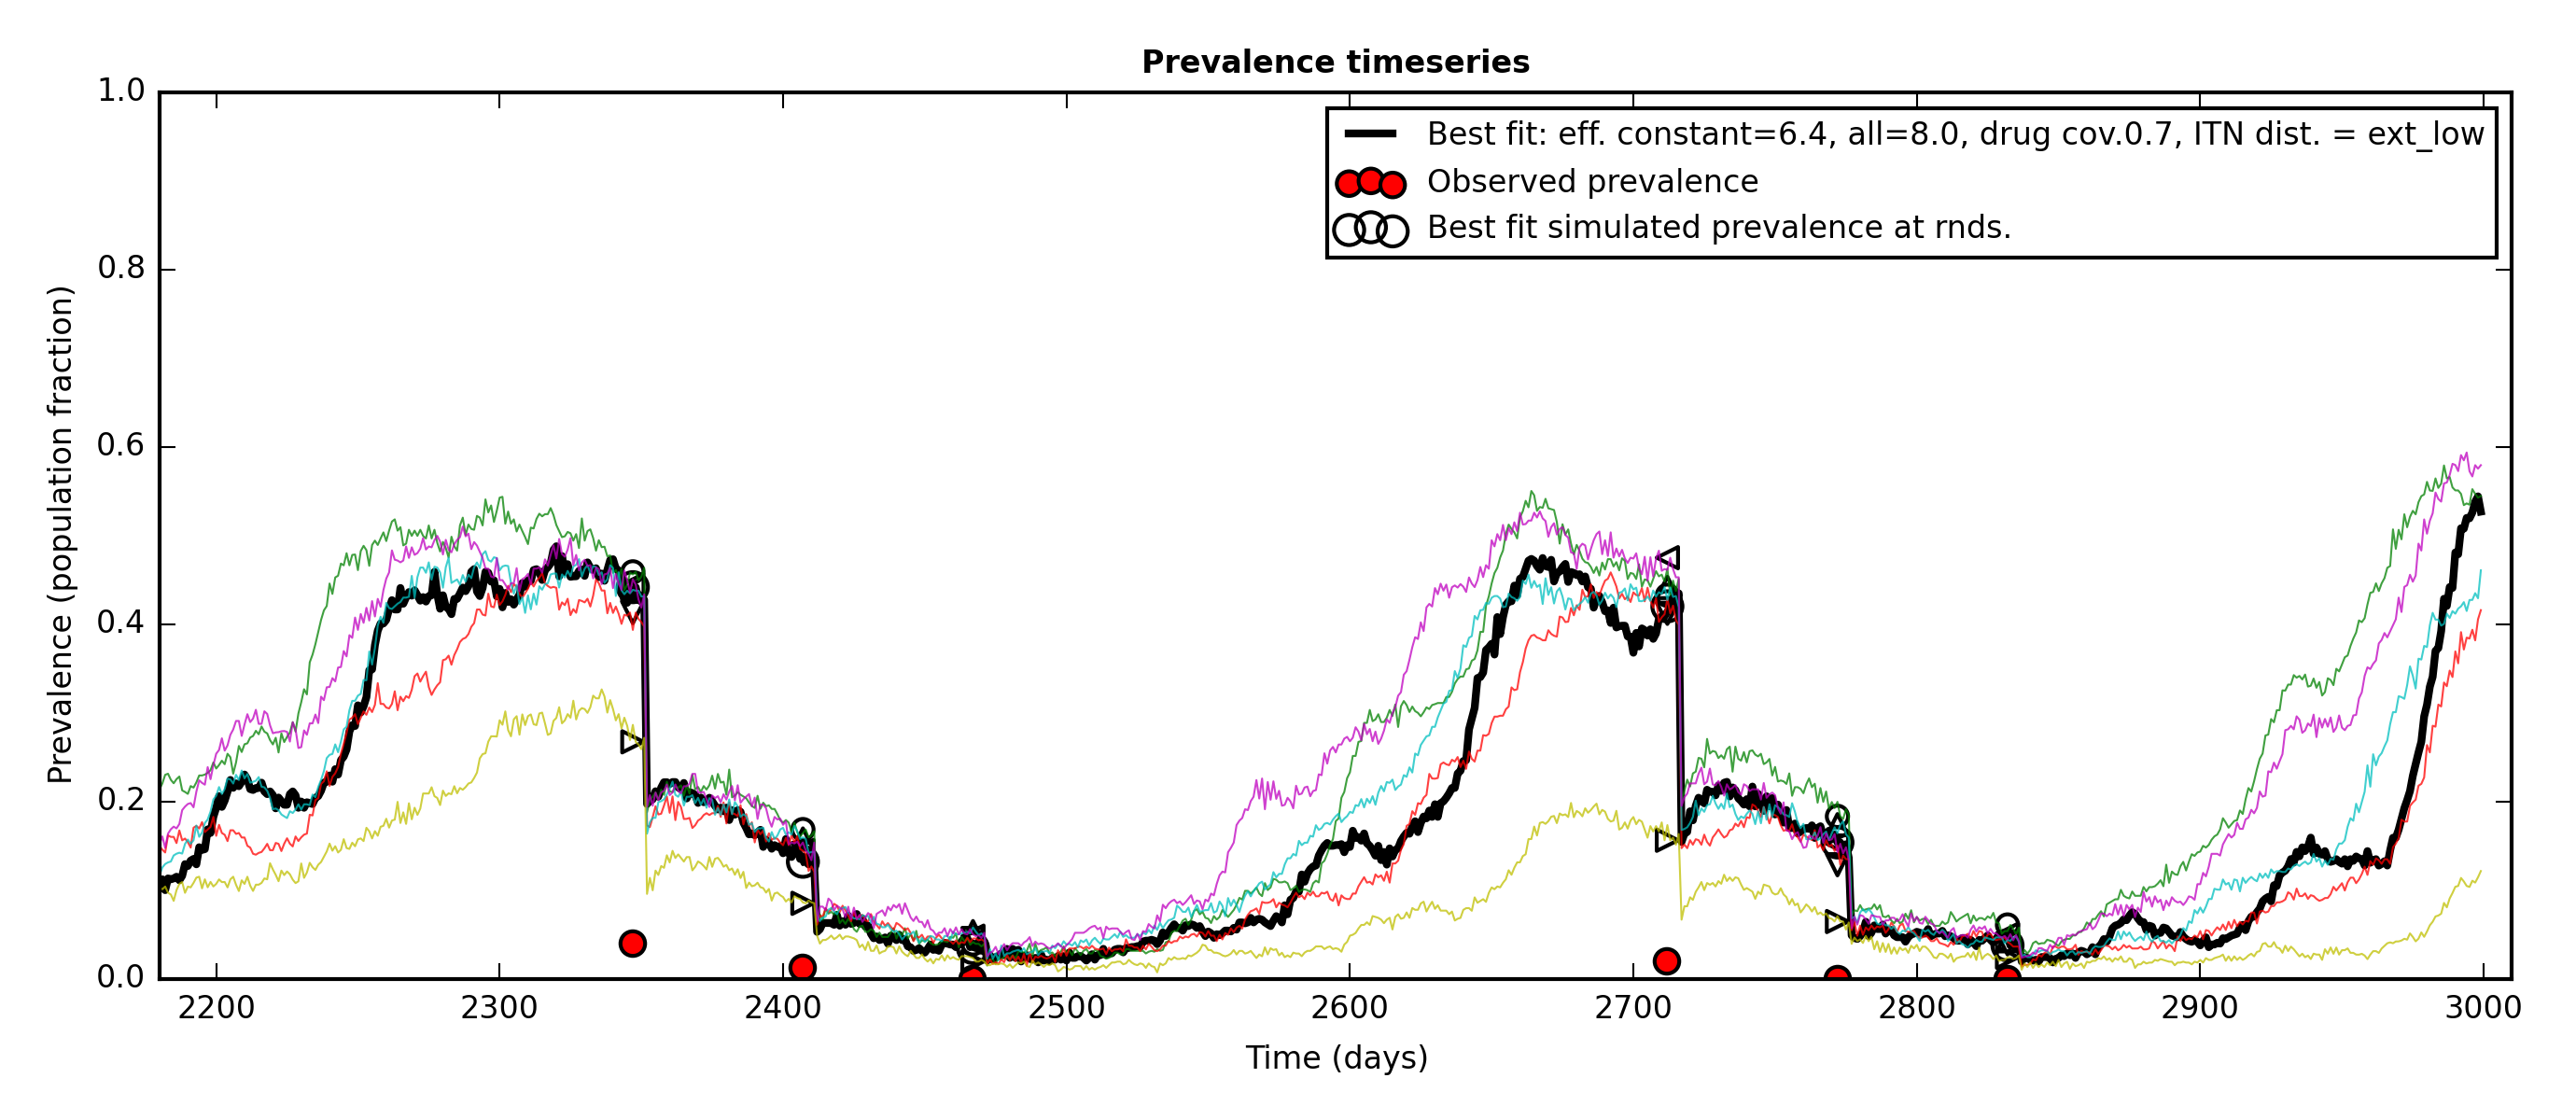 Prevalence timeseries
Best fit: eff. constant=6.4, all=8.0, drug cov.0.7, ITN dist. = ext_low
Observed prevalence
Best fit simulated prevalence at rnds.
Prevalence (population fraction)
1.0
0.8
0.6
0.4
0.2
0.0
2200 2300 2400 2500 2600 2700 2800 2900 3000
Time (days)